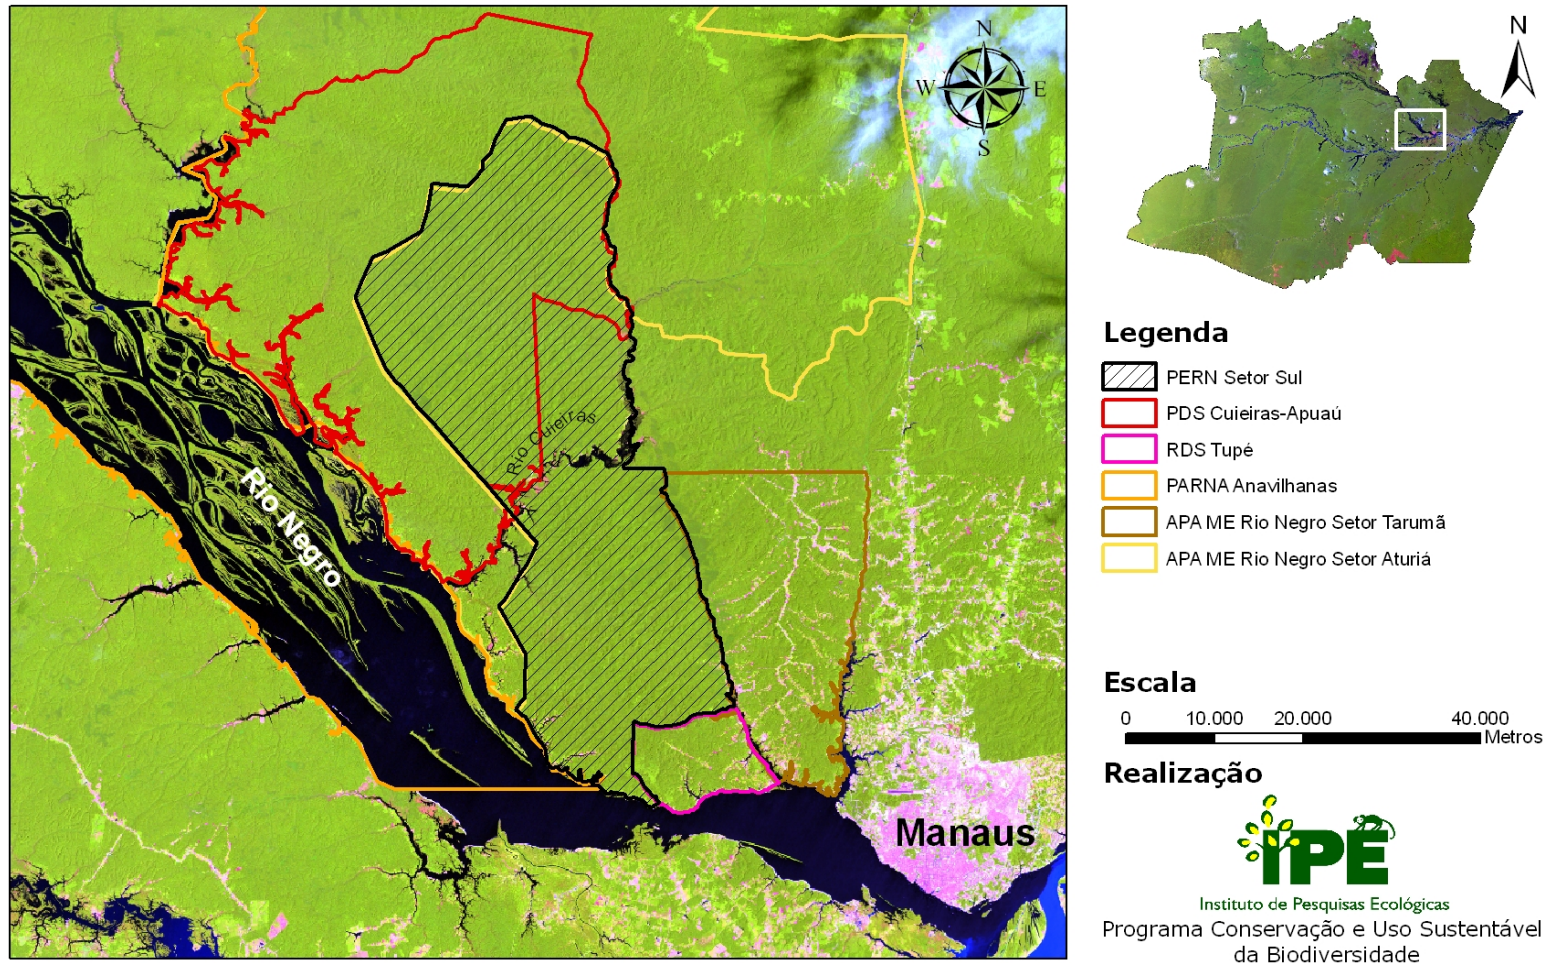 N
W E
S
Rio Cuieiras
Rio Negro
Manaus
N
Legenda
PERN Setor Sul
PDS Cuieiras-Apuaú
RDS Tupé
PARNA Anavilhanas
APA ME Rio Negro Setor Tarumã
APA ME Rio Negro Setor Aturiá
Escala
0 10.000 20.000 40.000
Metros
Realização
IPÊ
Instituto de Pesquisas Ecológicas
Programa Conservação e Uso Sustentável
da Biodiversidade